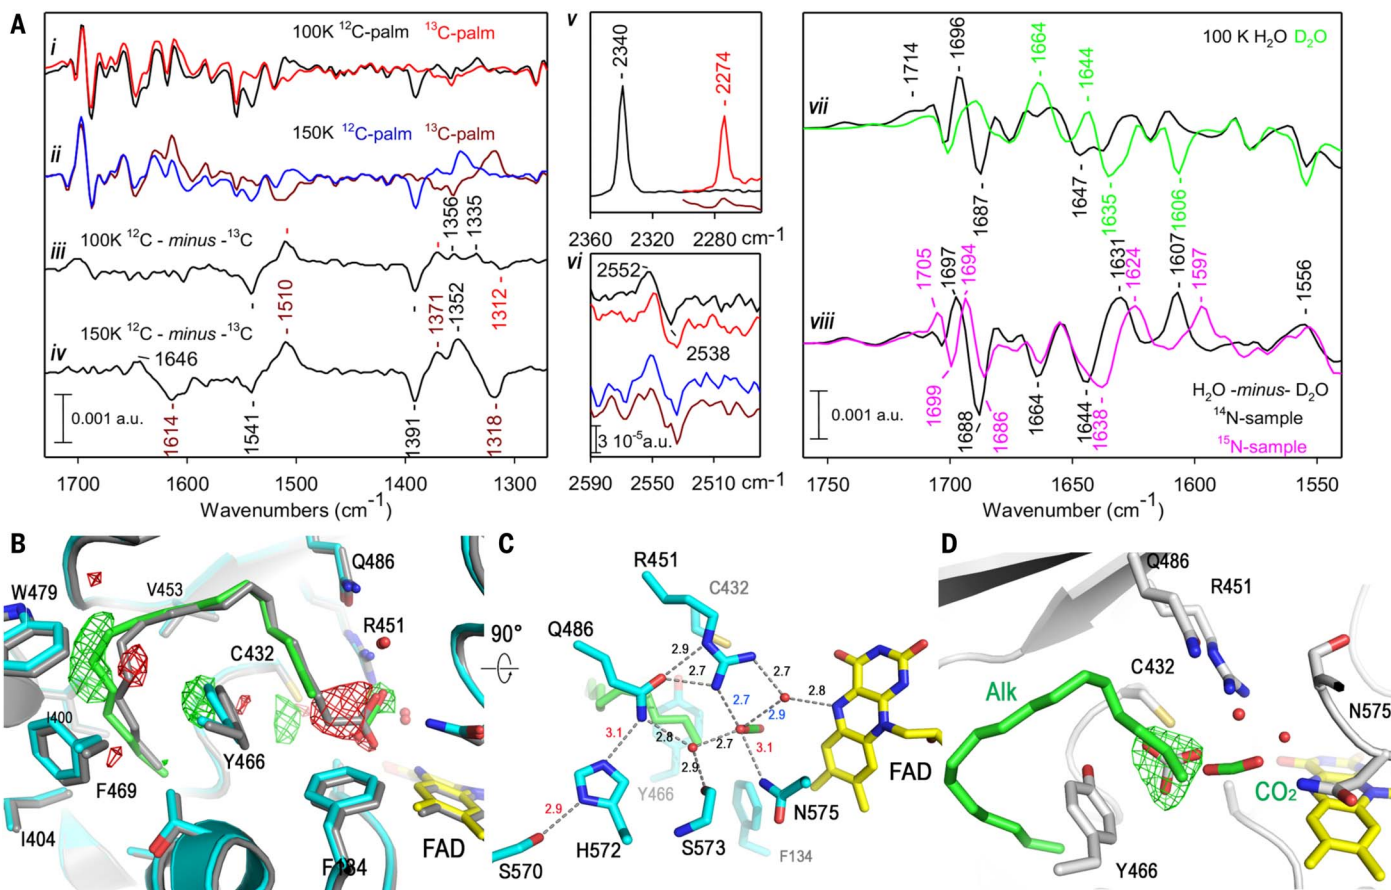 A
i
100K ¹²C-palm ¹³C-palm
ii
150K ¹²C-palm ¹³C-palm
iii
100K ¹²C - minus -¹³C
1356
1335
1510
1371
1352
1312
iv
150K ¹²C - minus -¹³C
1646
0.001 a.u.
1614
1541
1391
1318
1700
1600
1500
1400
1300
Wavenumbers (cm⁻¹)
v
2340
2274
2360
2320
2280 cm⁻¹
vi
2552
2538
3 10⁻⁵a.u.
2590
2550
2510 cm⁻¹
100 K H₂O D₂O
vii
1714
1696
1664
1644
1687
1647
1635
1606
viii
1705
1697
1694
1631
1624
1607
1597
1556
1699
1688
1686
1664
1644
1638
0.001 a.u.
H₂O -minus- D₂O
¹⁴N-sample
¹⁵N-sample
1750
1700
1650
1600
1550
Wavenumber (cm⁻¹)
B
Q486
W479
V453
R451
C432
I400
Y466
F469
I404
F134
FAD
90°
C
R451
C432
Q486
2.9
2.7
2.7
2.8
2.7
2.9
3.1
2.8
2.7
3.1
2.9
2.9
Y466
FAD
N575
H572
S573
F134
S570
D
Q486
R451
C432
Alk
N575
CO₂
Y466